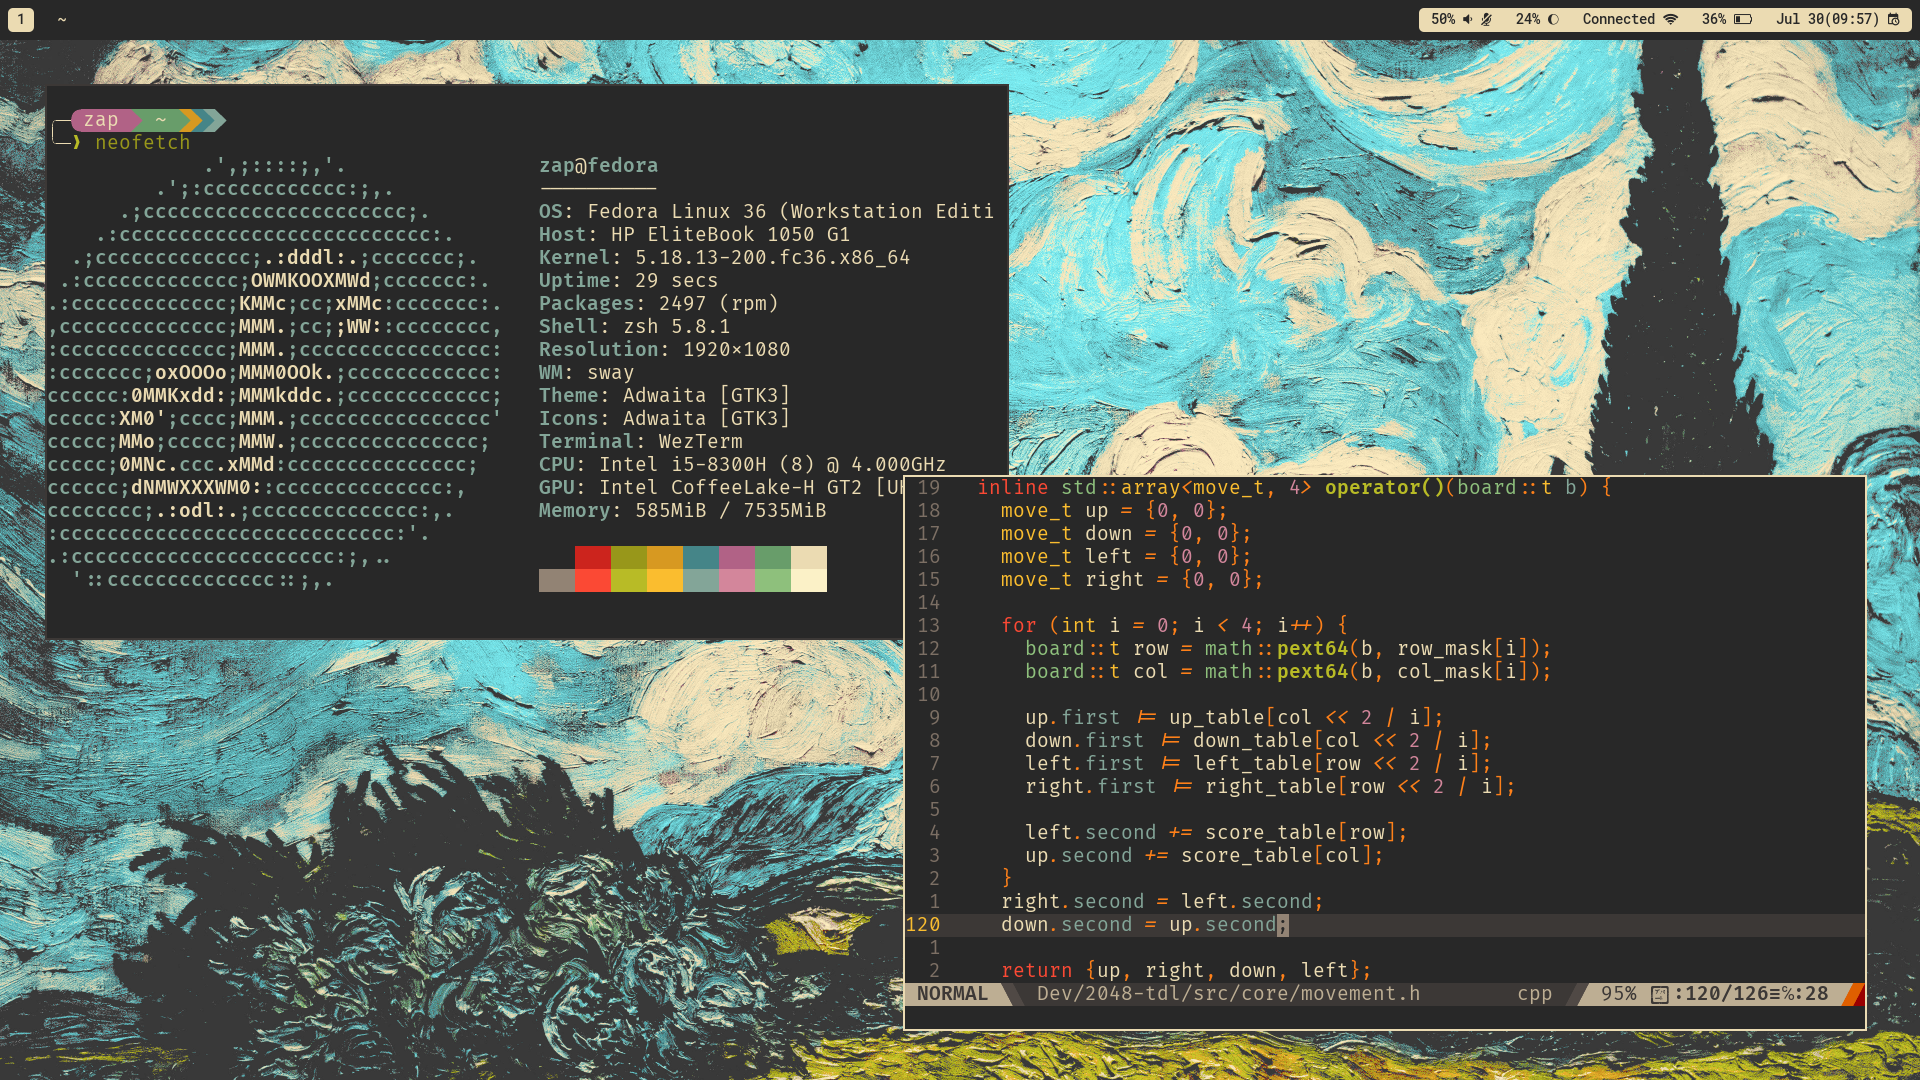 1 ~ 50% 24% Connected 36% Jul 30(09:57)
zap ~
neofetch
.',;::::;,'.
.';:cccccccccccc:;,.
.;cccccccccccccccccccccc;.
.:cccccccccccccccccccccccccc:.
.;ccccccccccccc;.:dddl:.;ccccccc;.
.:ccccccccccccc;OWMKOOXMWd;ccccccc:.
.:ccccccccccccc;KMMc;cc;xMMc:ccccccc:.
,cccccccccccccc;MMM.;cc;;WW::cccccccc,
:cccccccccccccc;MMM.;cccccccccccccccc:
:ccccccc;oxOOOo;MMM0OOk.;cccccccccccc:
cccccc:0MMKxdd:;MMMkddc.;cccccccccccc;
ccccc:XM0';cccc;MMM.;cccccccccccccccc'
ccccc;MMo;ccccc;MMW.;ccccccccccccccc;
ccccc;0MNc.ccc.xMMd:ccccccccccccccc;
cccccc;dNMWXXXWM0::cccccccccccccc:,
cccccccc;.:odl:.;cccccccccccccc:,.
:cccccccccccccccccccccccccccc:'.
.:cccccccccccccccccccccc:;,..
'::cccccccccccccc::;,.
zap@fedora
OS: Fedora Linux 36 (Workstation Editi
Host: HP EliteBook 1050 G1
Kernel: 5.18.13-200.fc36.x86_64
Uptime: 29 secs
Packages: 2497 (rpm)
Shell: zsh 5.8.1
Resolution: 1920×1080
WM: sway
Theme: Adwaita [GTK3]
Icons: Adwaita [GTK3]
Terminal: WezTerm
CPU: Intel i5-8300H (8) @ 4.000GHz
GPU: Intel CoffeeLake-H GT2 [U
Memory: 585MiB / 7535MiB
19 inline std::array<move_t, 4> operator()(board::t b) {
18 move_t up = {0, 0};
17 move_t down = {0, 0};
16 move_t left = {0, 0};
15 move_t right = {0, 0};
14
13 for (int i = 0; i < 4; i++) {
12 board::t row = math::pext64(b, row_mask[i]);
11 board::t col = math::pext64(b, col_mask[i]);
10
9 up.first |= up_table[col << 2 | i];
8 down.first |= down_table[col << 2 | i];
7 left.first |= left_table[row << 2 | i];
6 right.first |= right_table[row << 2 | i];
5
4 left.second += score_table[row];
3 up.second += score_table[col];
2 }
1 right.second = left.second;
120 down.second = up.second;
1
2 return {up, right, down, left};
NORMAL Dev/2048-tdl/src/core/movement.h cpp 95% :120/126≡℅:28